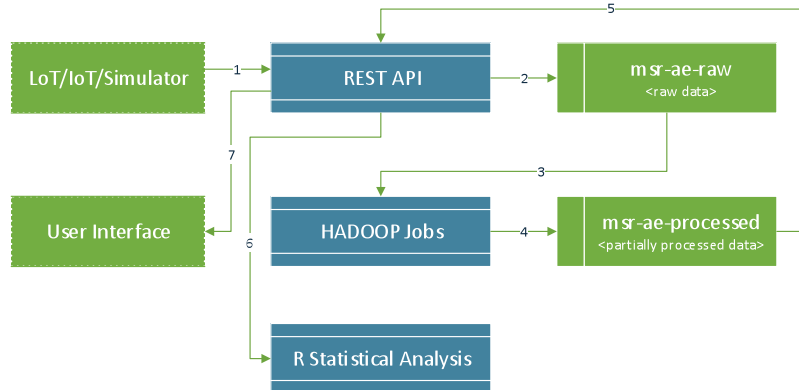 5
LoT/IoT/Simulator
1
REST API
2
msr-ae-raw
<raw data>
7
3
User Interface
6
HADOOP Jobs
4
msr-ae-processed
<partially processed data>
R Statistical Analysis